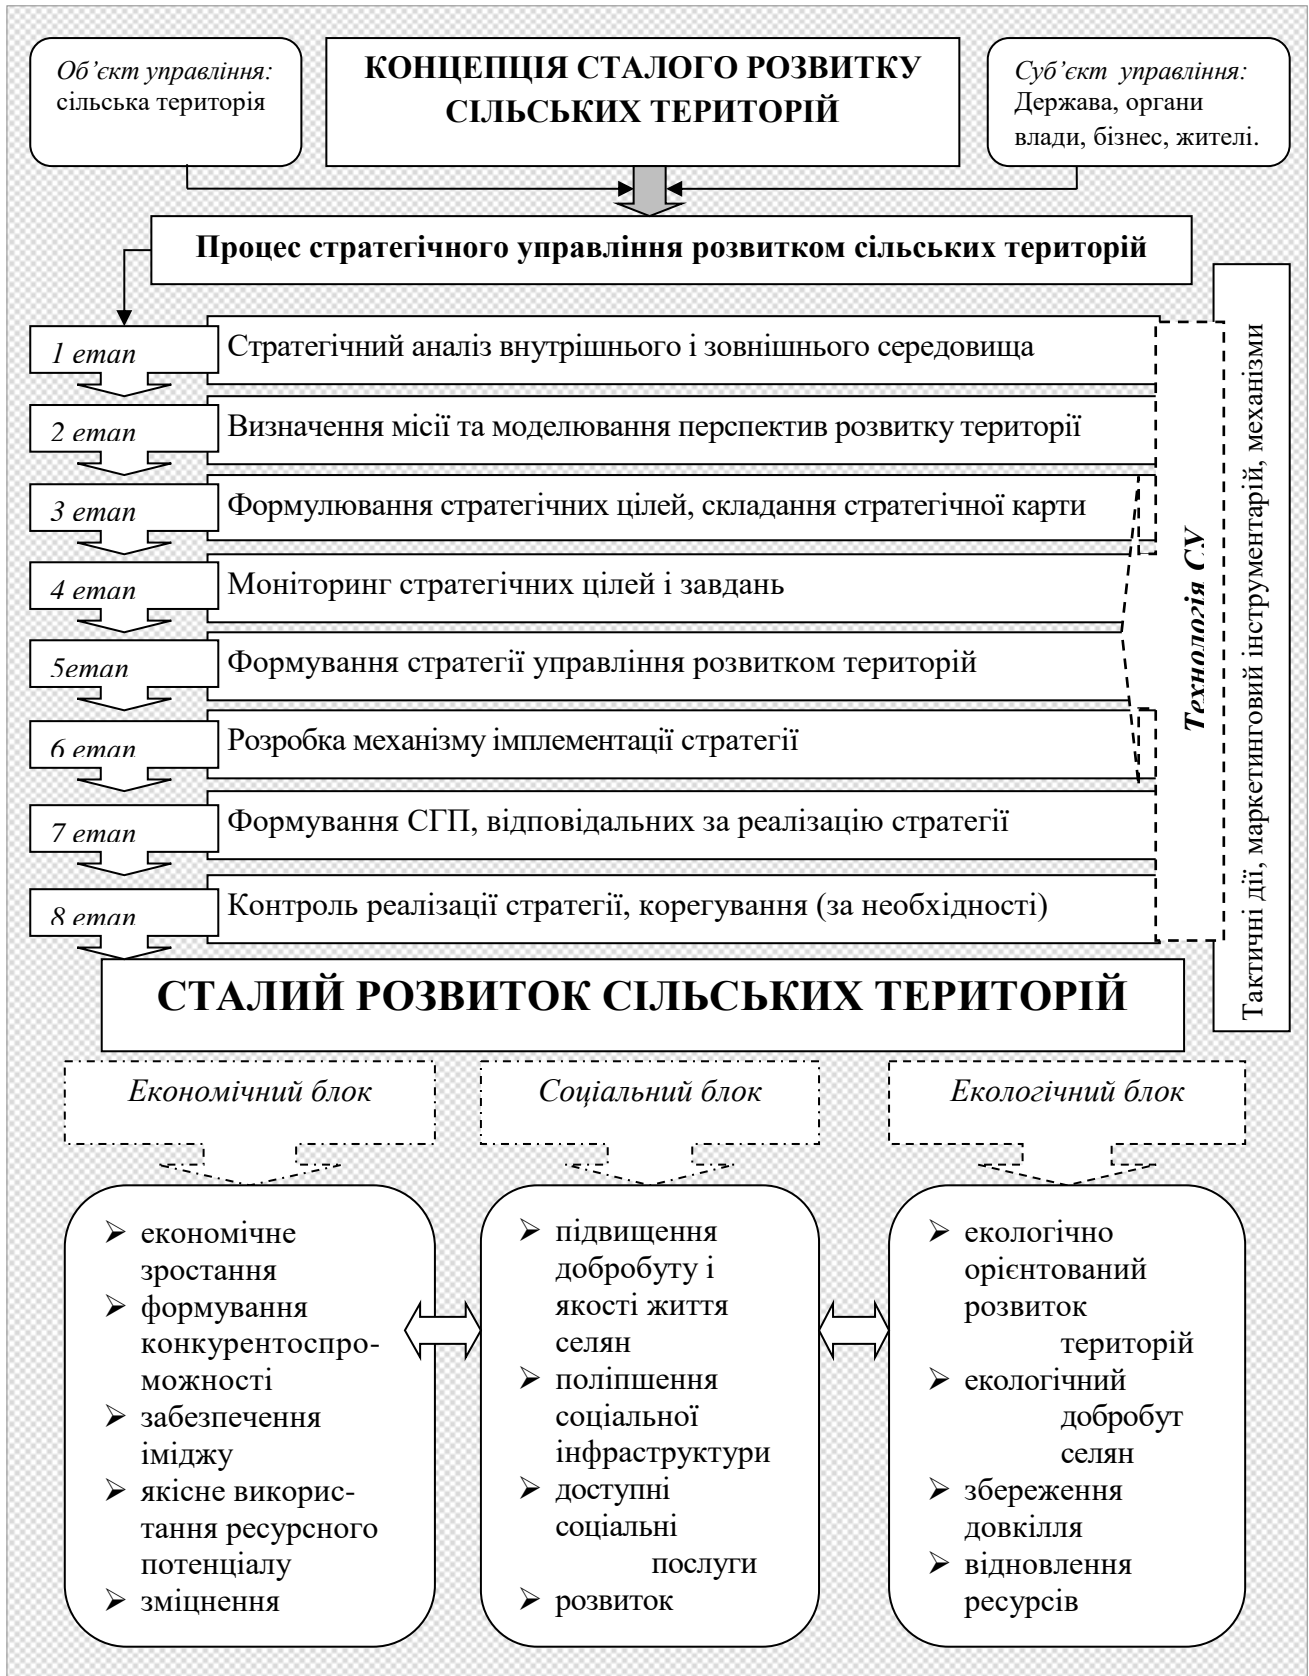 Об’єкт управління:
сільська територія
КОНЦЕПЦІЯ СТАЛОГО РОЗВИТКУ
СІЛЬСЬКИХ ТЕРИТОРІЙ
Суб’єкт управління:
Держава, органи
влади, бізнес, жителі.
Процес стратегічного управління розвитком сільських територій
1 етап
Стратегічний аналіз внутрішнього і зовнішнього середовища
2 етап
Визначення місії та моделювання перспектив розвитку території
3 етап
Формулювання стратегічних цілей, складання стратегічної карти
4 етап
Моніторинг стратегічних цілей і завдань
5етап
Формування стратегії управління розвитком територій
6 етап
Розробка механізму імплементації стратегії
7 етап
Формування СГП, відповідальних за реалізацію стратегії
8 етап
Контроль реалізації стратегії, корегування (за необхідності)
Технологія СУ
Тактичні дії, маркетинговий інструментарій, механізми
СТАЛИЙ РОЗВИТОК СІЛЬСЬКИХ ТЕРИТОРІЙ
Економічний блок
Соціальний блок
Екологічний блок
➢ економічне
зростання
➢ формування
конкурентоспро-
можності
➢ забезпечення
іміджу
➢ якісне викорис-
тання ресурсного
потенціалу
➢ зміцнення
➢ підвищення
добробуту і
якості життя
селян
➢ поліпшення
соціальної
інфраструктури
➢ доступні
соціальні
послуги
➢ розвиток
➢ екологічно
орієнтований
розвиток
територій
➢ екологічний
добробут
селян
➢ збереження
довкілля
➢ відновлення
ресурсів